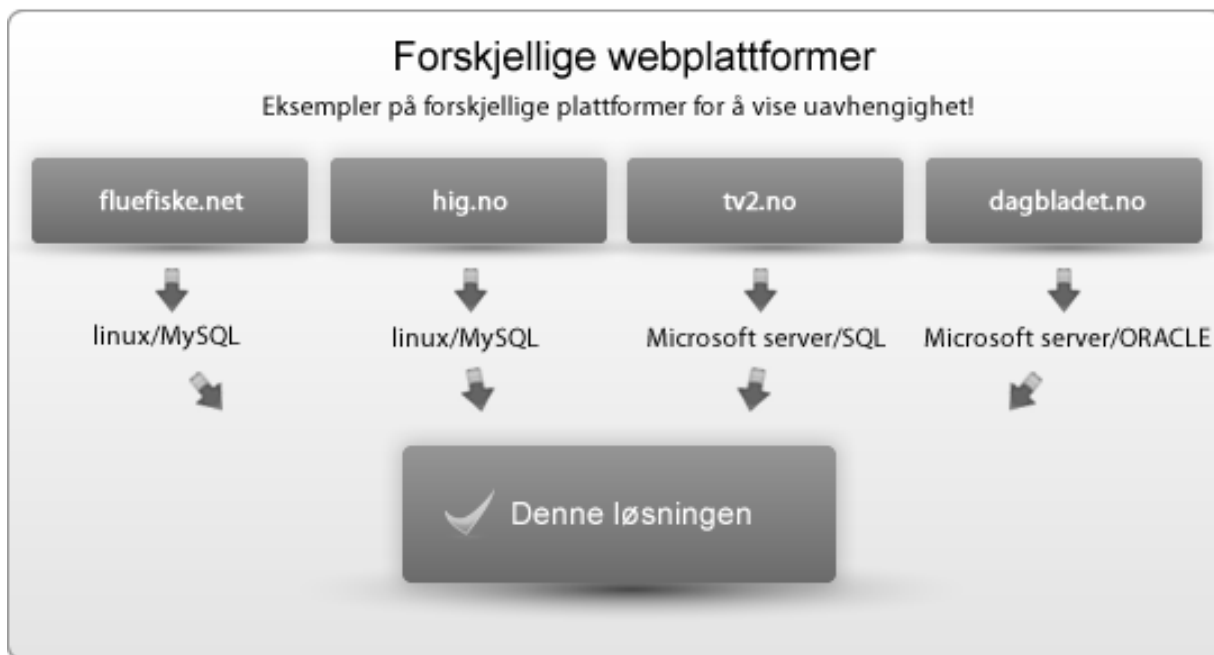 Forskjellige webplattformer
Eksempler på forskjellige plattformer for å vise uavhengighet!
fluefiske.net hig.no tv2.no dagbladet.no
linux/MySQL linux/MySQL Microsoft server/SQL Microsoft server/ORACLE
Denne løsningen